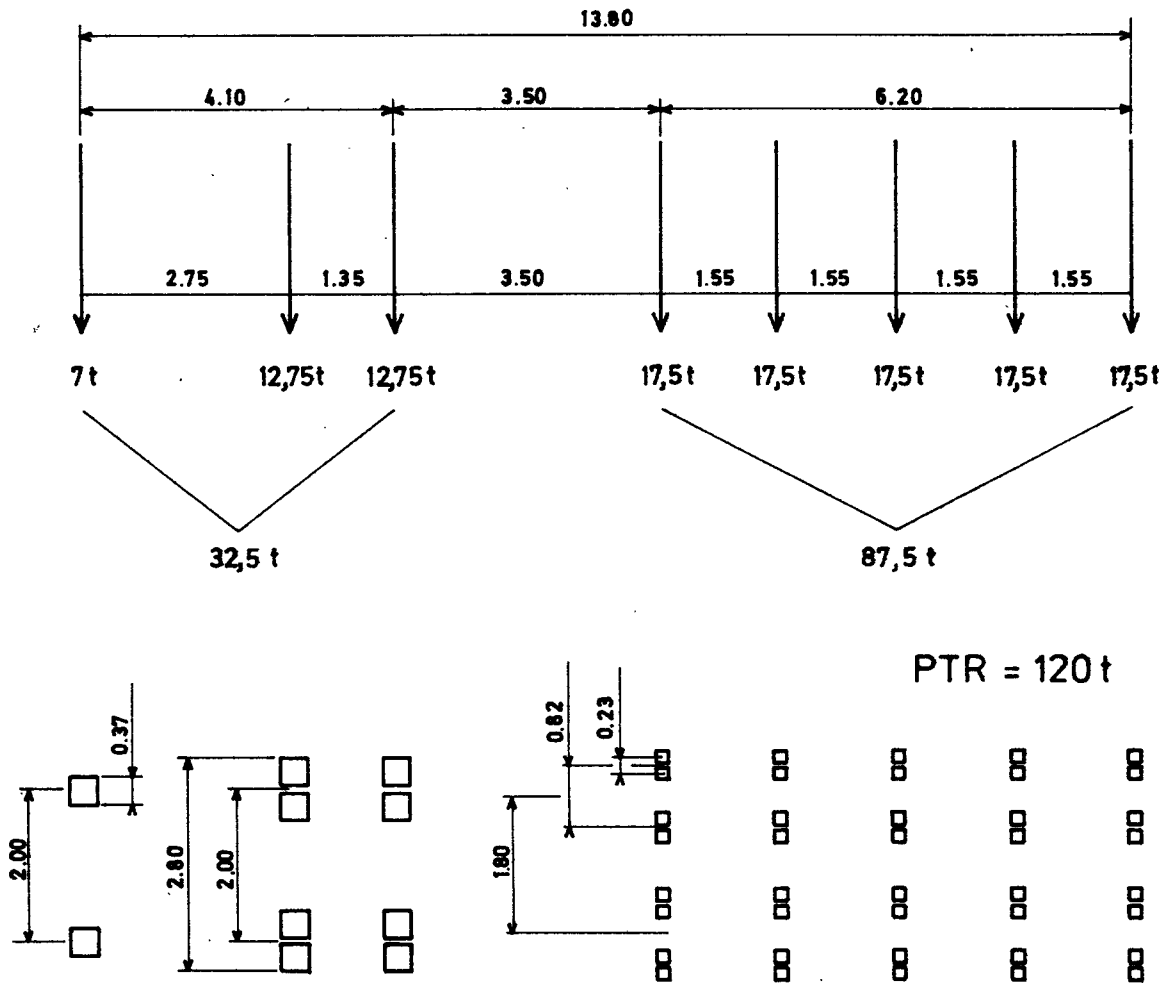 13.80
4.10 3.50 6.20
2.75 1.35 3.50 1.55 1.55 1.55 1.55
7 t 12,75t 12,75t 17,5t 17,5t 17,5t 17,5t 17,5t
32,5 t 87,5 t
PTR = 120 t
0.37 0.82 0.23
2.00 2.80 2.00 1.80